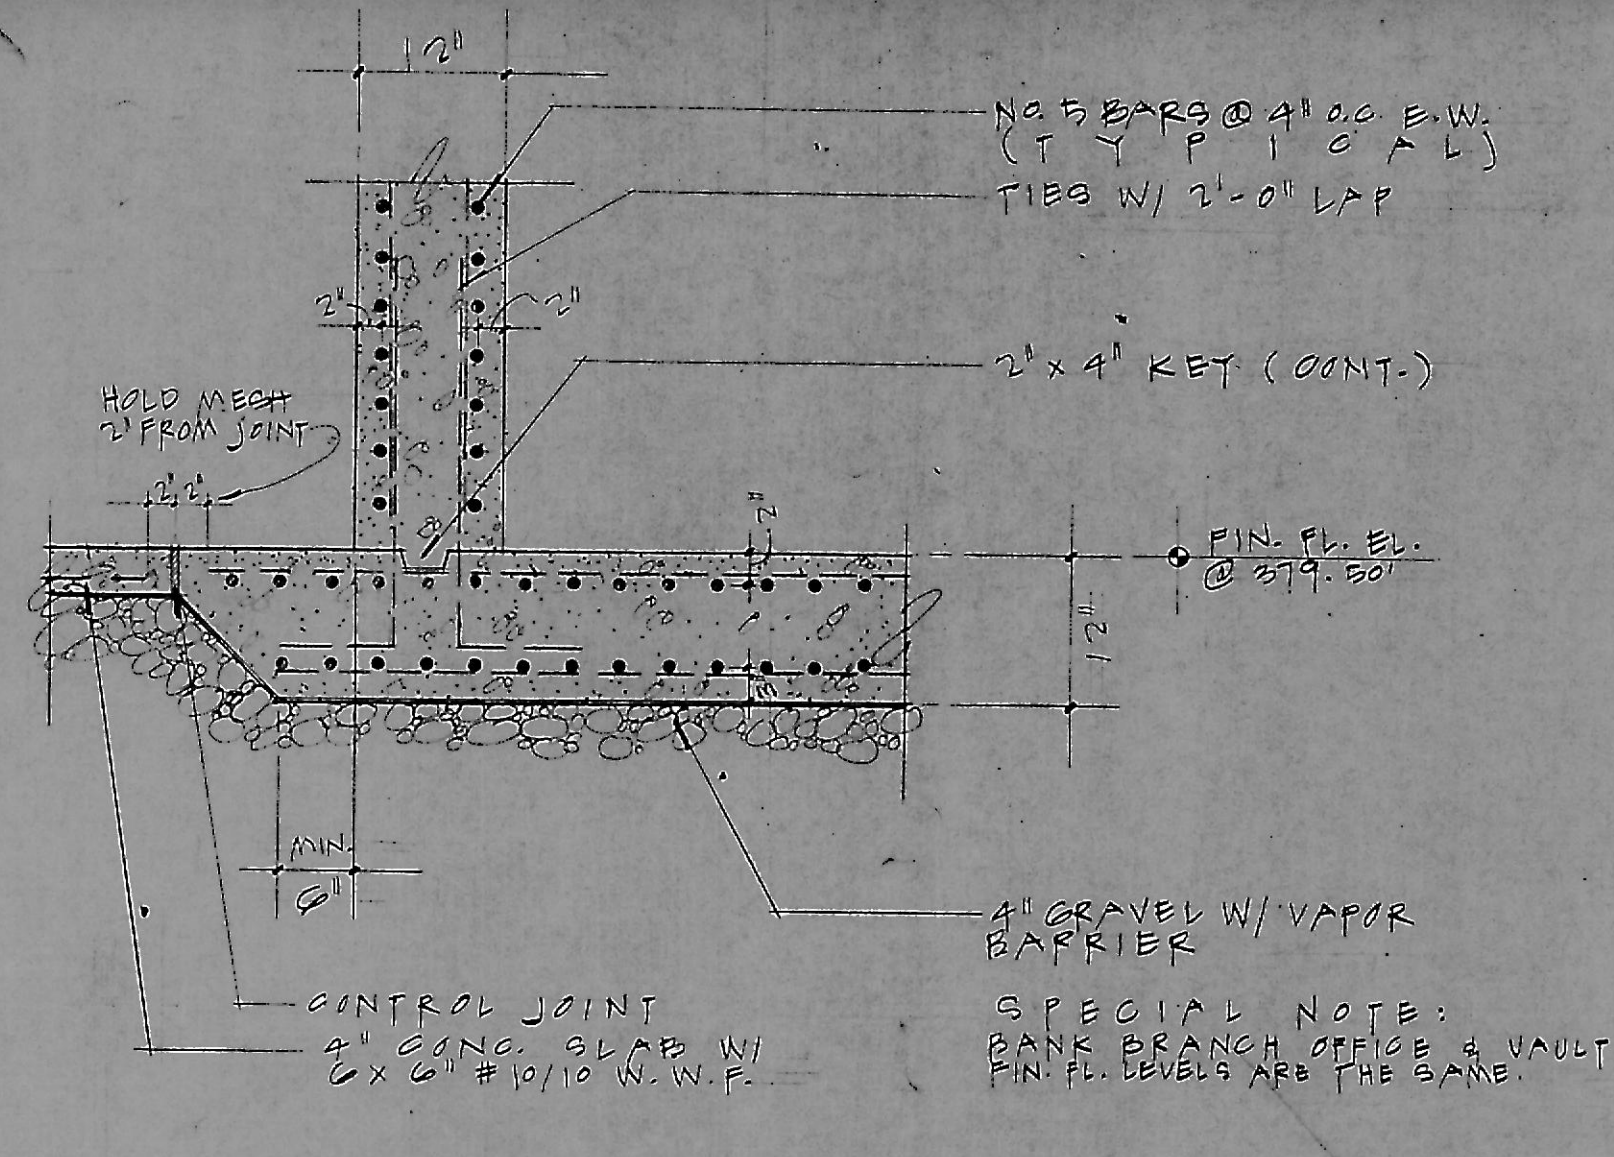 12"
NO. 5 BARS @ 4" O.C. E.W.
(TYPICAL)
TIES W/ 2'-0" LAP
2"
2"
2" x 4" KEY (CONT.)
HOLD MESH
2" FROM JOINT
2" 2"
2"
FIN. FL. EL.
@ 379.50'
12"
3"
MIN.
6"
4" GRAVEL W/ VAPOR
BARRIER
CONTROL JOINT
4" CONC. SLAB W/
6 x 6" #10/10 W.W.F.
SPECIAL NOTE:
BANK BRANCH OFFICE & VAULT
FIN. FL. LEVELS ARE THE SAME.